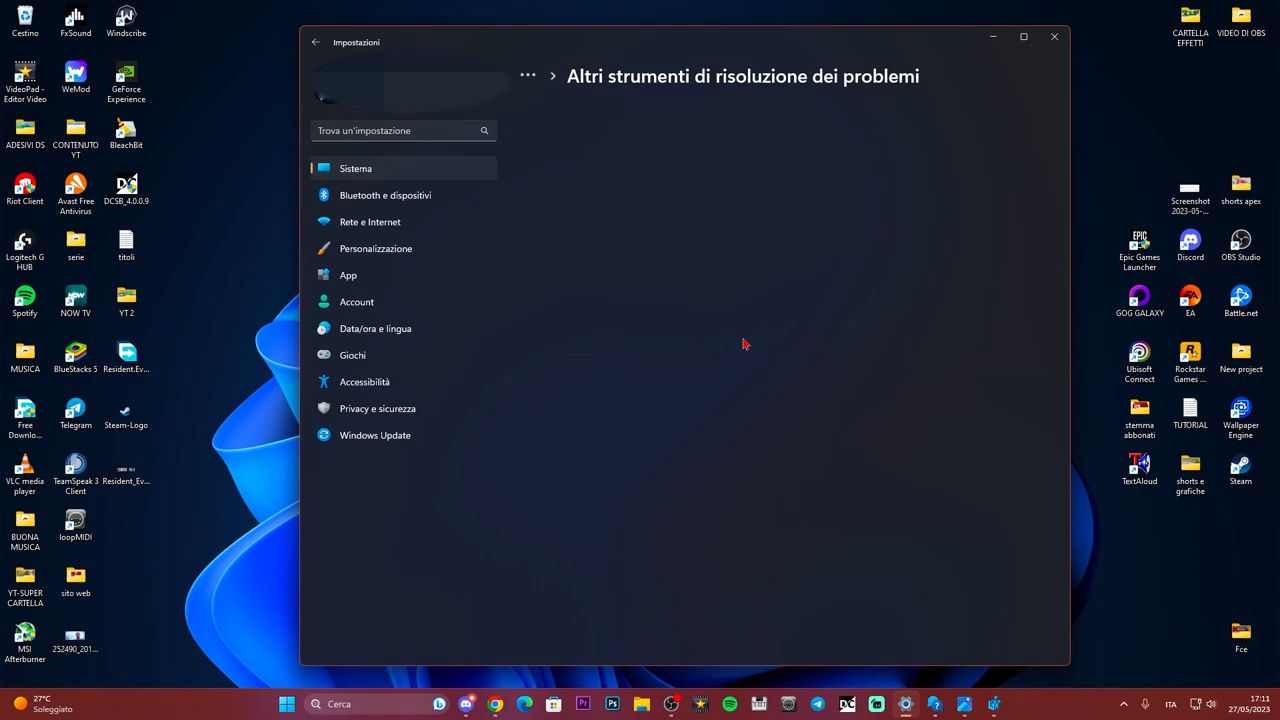 Cestino
FxSound
Windscribe
VideoPad -
Editor Video
WeMod
GeForce
Experience
ADESIVI DS
CONTENUTO
YT
BleachBit
Riot Client
Avast Free
Antivirus
DCSB_4.0.0.9
Logitech G
HUB
serie
titoli
Spotify
NOW TV
YT 2
MUSICA
BlueStacks 5
Resident.Ev...
Free
Downlo...
Telegram
Steam-Logo
VLC media
player
TeamSpeak 3
Client
Resident_Ev...
BUONA
MUSICA
loopMIDI
YT-SUPER
CARTELLA
sito web
MSI
Afterburner
252490_201...
Impostazioni
Altri strumenti di risoluzione dei problemi
Trova un'impostazione
Sistema
Bluetooth e dispositivi
Rete e Internet
Personalizzazione
App
Account
Data/ora e lingua
Giochi
Accessibilità
Privacy e sicurezza
Windows Update
CARTELLA
EFFETTI
VIDEO DI OBS
Screenshot
2023-05-...
shorts apex
Epic Games
Launcher
Discord
OBS Studio
GOG GALAXY
EA
Battle.net
Ubisoft
Connect
Rockstar
Games ...
New project
stemma
abbonati
TUTORIAL
Wallpaper
Engine
TextAloud
shorts e
grafiche
Steam
Fce
27°C
Soleggiato
Cerca
ITA
17:11
27/05/2023